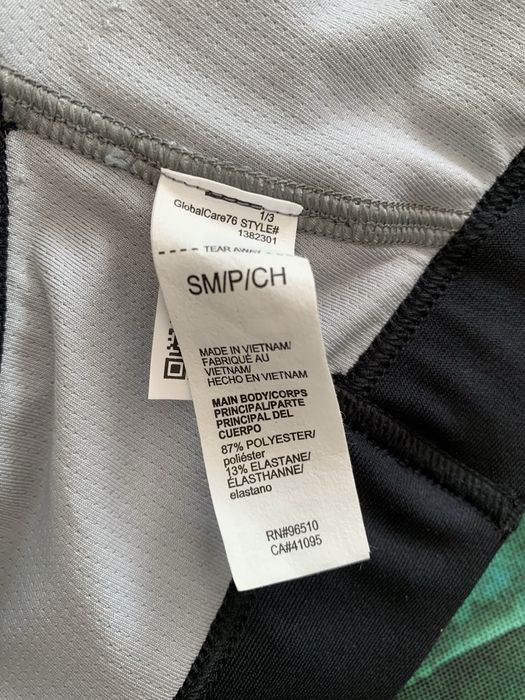 1/3
GlobalCare76 STYLE#
1382301
TEAR AWAY
SM/P/CH
MADE IN VIETNAM/
FABRIQUÉ AU
VIETNAM/
HECHO EN VIETNAM
MAIN BODY/CORPS
PRINCIPAL/PARTE
PRINCIPAL DEL
CUERPO
87% POLYESTER/
poliéster
13% ELASTANE/
ÉLASTHANNE/
elastano
RN#96510
CA#41095